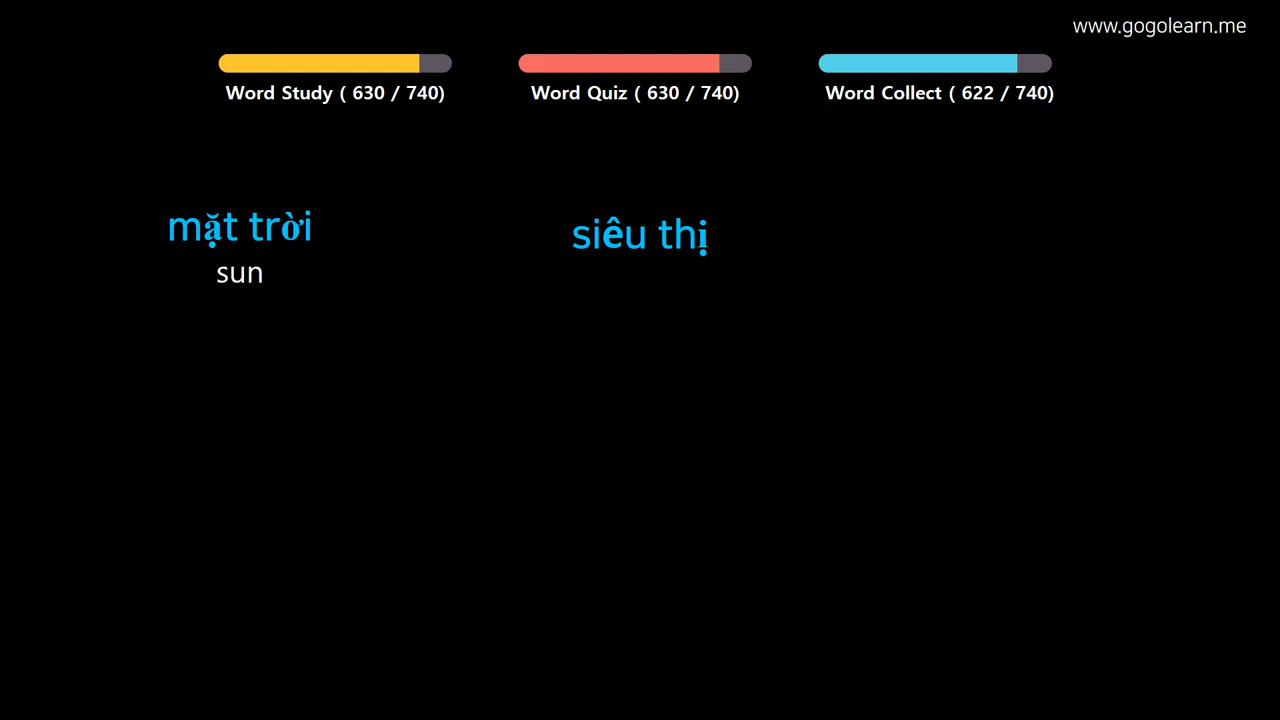 www.gogolearn.me
Word Study ( 630 / 740)
Word Quiz ( 630 / 740)
Word Collect ( 622 / 740)
mặt trời
sun
siêu thị